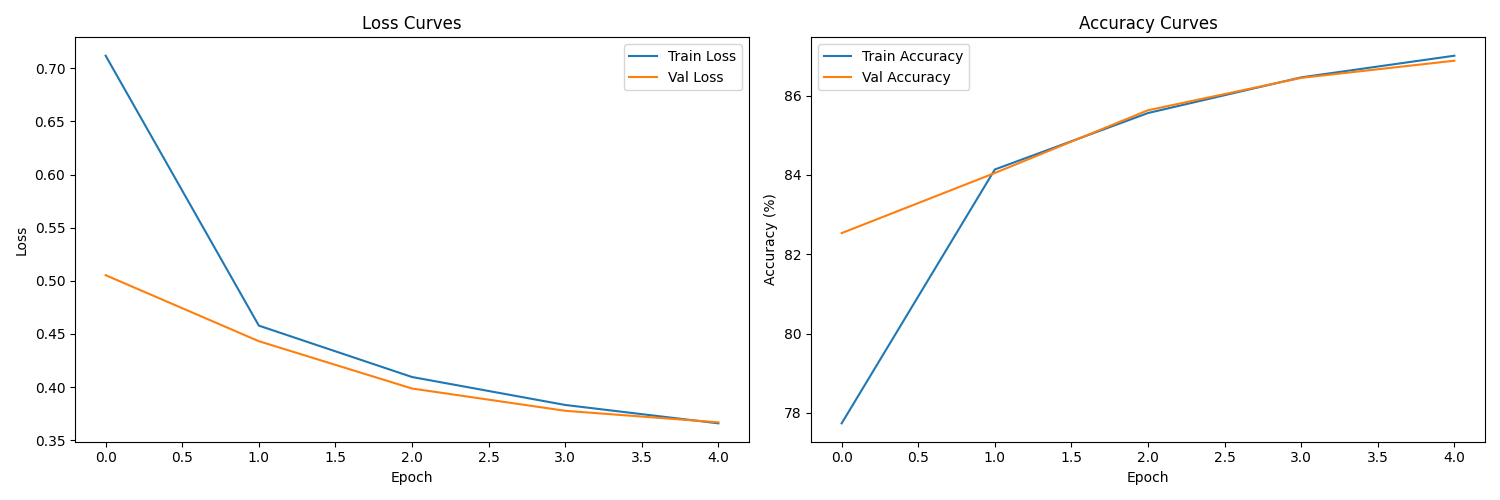 Loss Curves
Train Loss
Val Loss
0.70
0.65
0.60
0.55
0.50
0.45
0.40
0.35
Loss
0.0 0.5 1.0 1.5 2.0 2.5 3.0 3.5 4.0
Epoch
Accuracy Curves
Train Accuracy
Val Accuracy
86
84
82
80
78
Accuracy (%)
0.0 0.5 1.0 1.5 2.0 2.5 3.0 3.5 4.0
Epoch